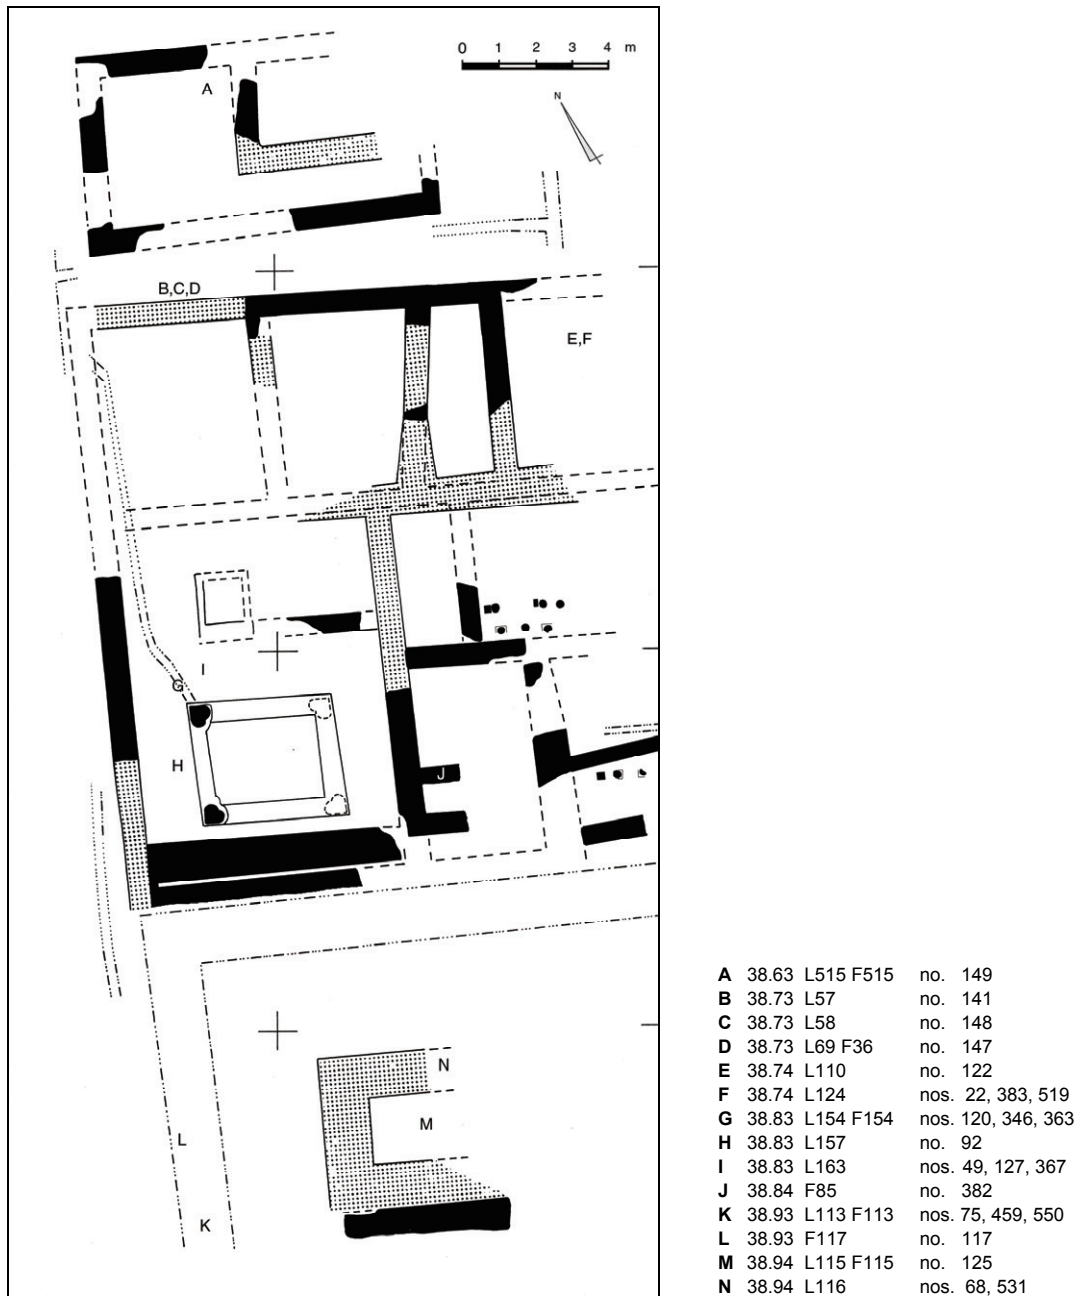 0 1 2 3 4 m
N
A
B,C,D
E,F
I
G
H
J
N
M
L
K
A 38.63 L515 F515 no. 149
B 38.73 L57 no. 141
C 38.73 L58 no. 148
D 38.73 L69 F36 no. 147
E 38.74 L110 no. 122
F 38.74 L124 nos. 22, 383, 519
G 38.83 L154 F154 nos. 120, 346, 363
H 38.83 L157 no. 92
I 38.83 L163 nos. 49, 127, 367
J 38.84 F85 no. 382
K 38.93 L113 F113 nos. 75, 459, 550
L 38.93 F117 no. 117
M 38.94 L115 F115 no. 125
N 38.94 L116 nos. 68, 531